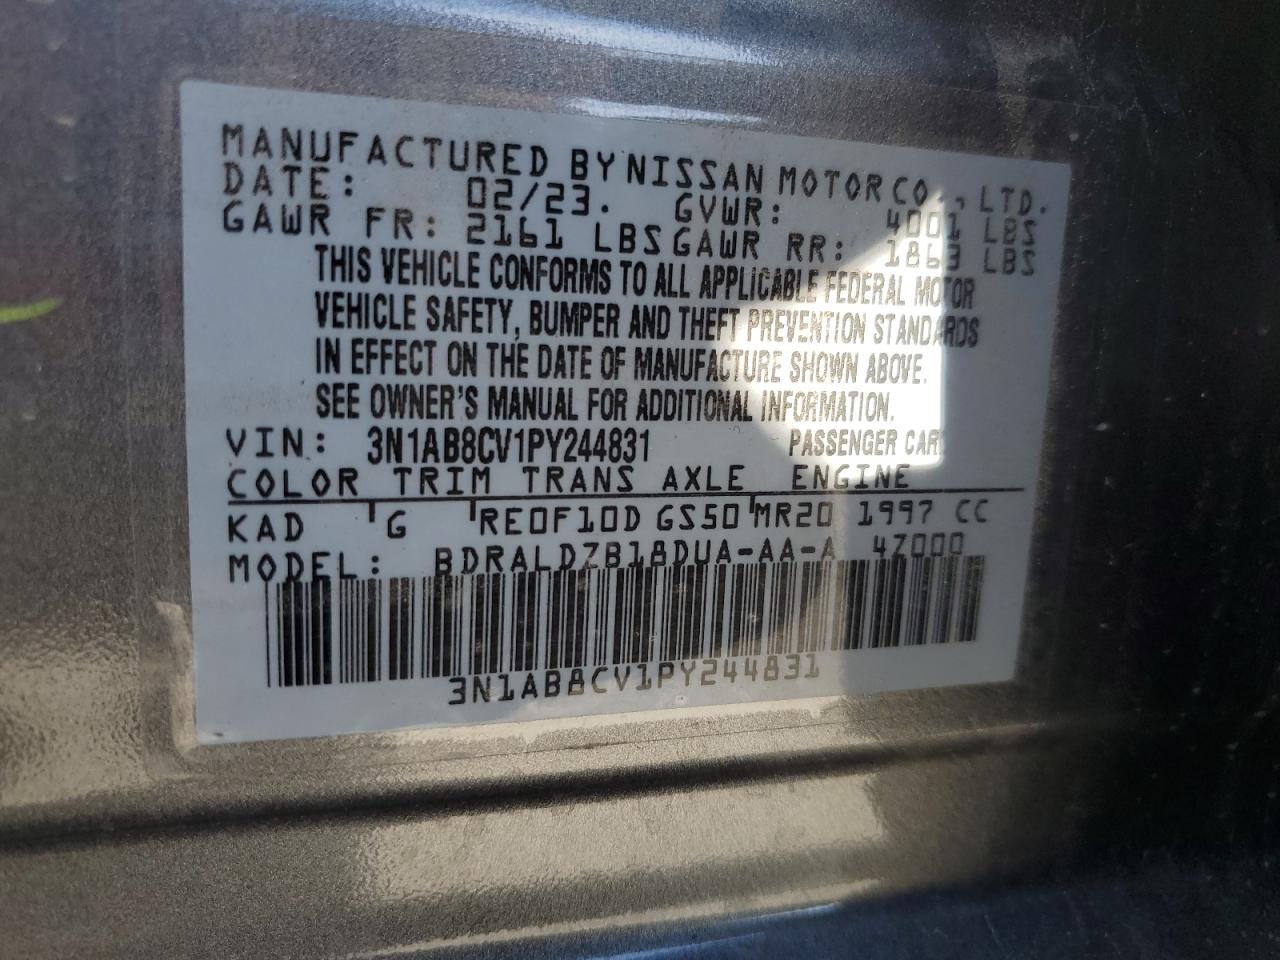 MANUFACTURED BY NISSAN MOTOR CO., LTD.
DATE: 02/23. GVWR: 4001 LBS
GAWR FR: 2161 LBS GAWR RR: 1863 LBS
THIS VEHICLE CONFORMS TO ALL APPLICABLE FEDERAL MOTOR
VEHICLE SAFETY, BUMPER AND THEFT PREVENTION STANDARDS
IN EFFECT ON THE DATE OF MANUFACTURE SHOWN ABOVE.
SEE OWNER'S MANUAL FOR ADDITIONAL INFORMATION.
VIN: 3N1AB8CV1PY244831 PASSENGER CAR
COLOR TRIM TRANS AXLE ENGINE
KAD G RE0F10D GS50 MR20 1997 CC
MODEL: BDRALDZB18DUA-AA-A 4Z000
3N1AB8CV1PY244831